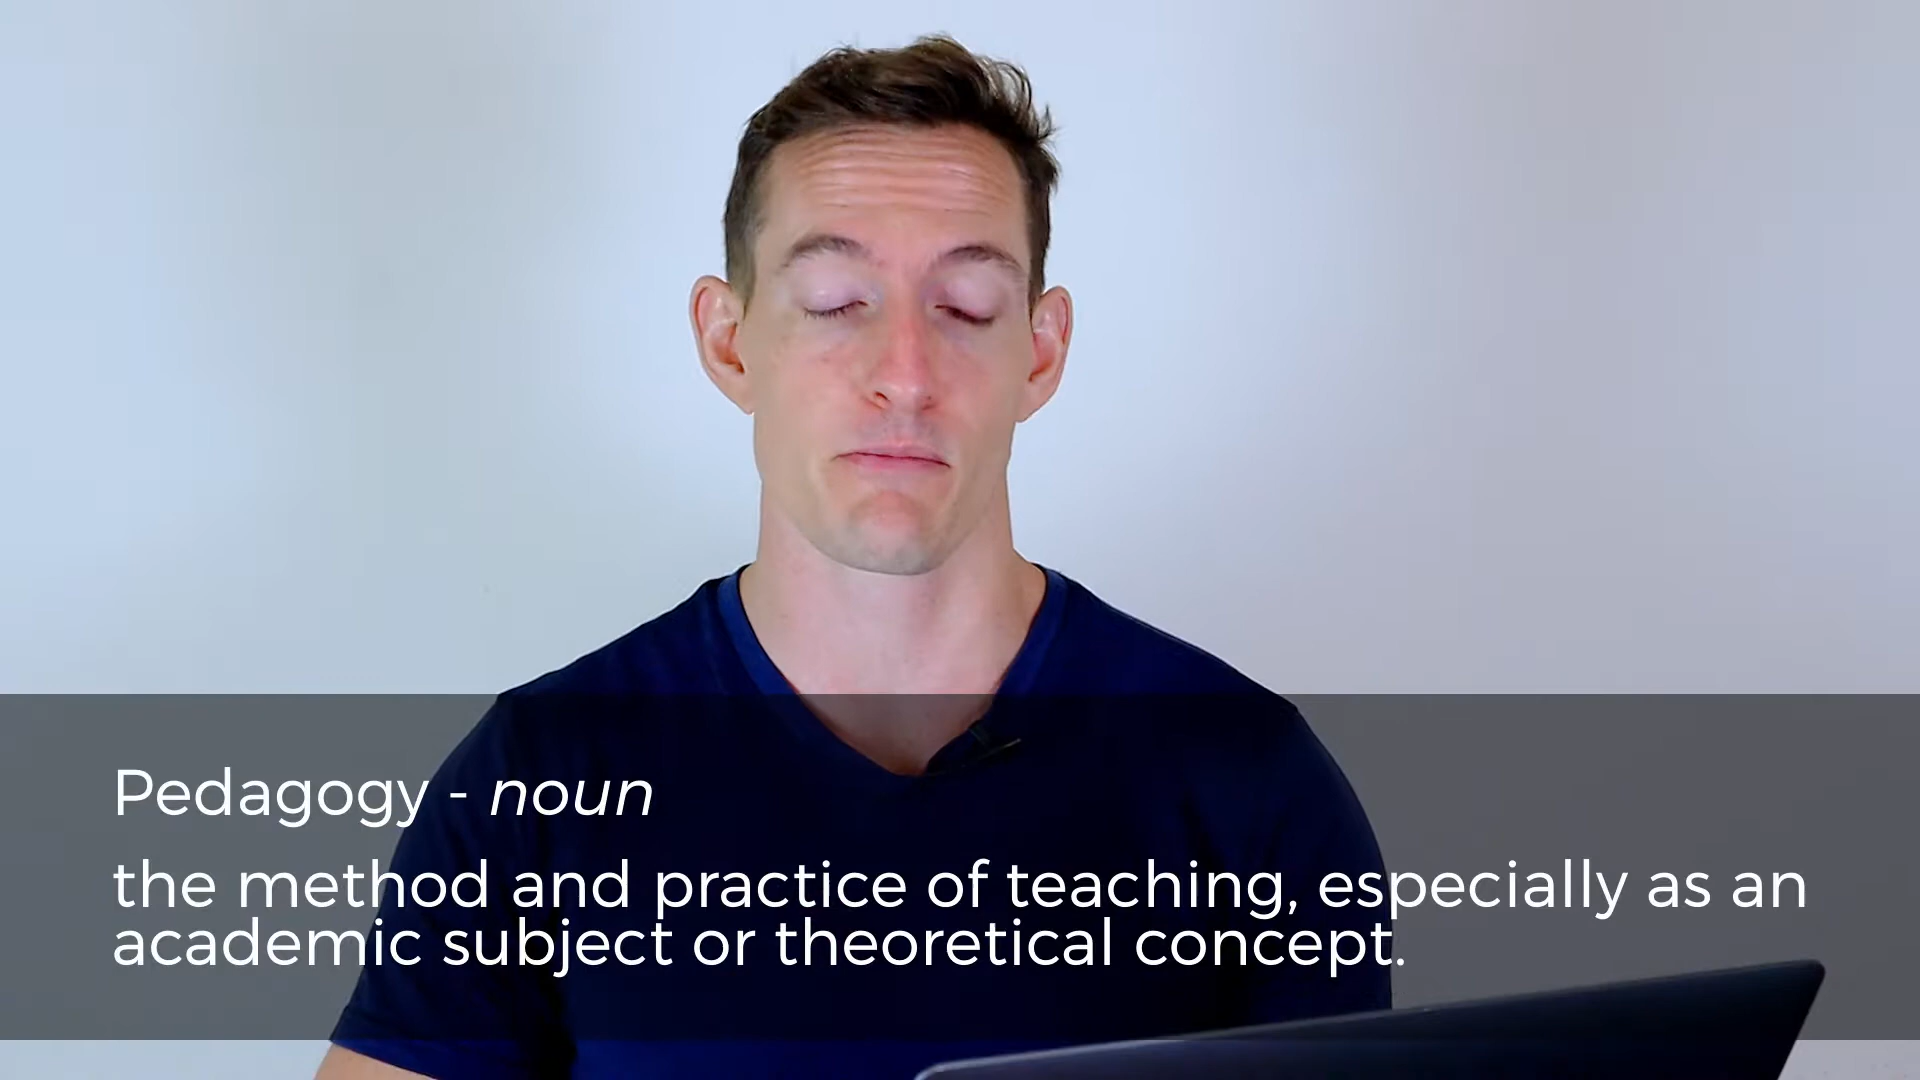 Pedagogy - noun
the method and practice of teaching, especially as an
academic subject or theoretical concept.